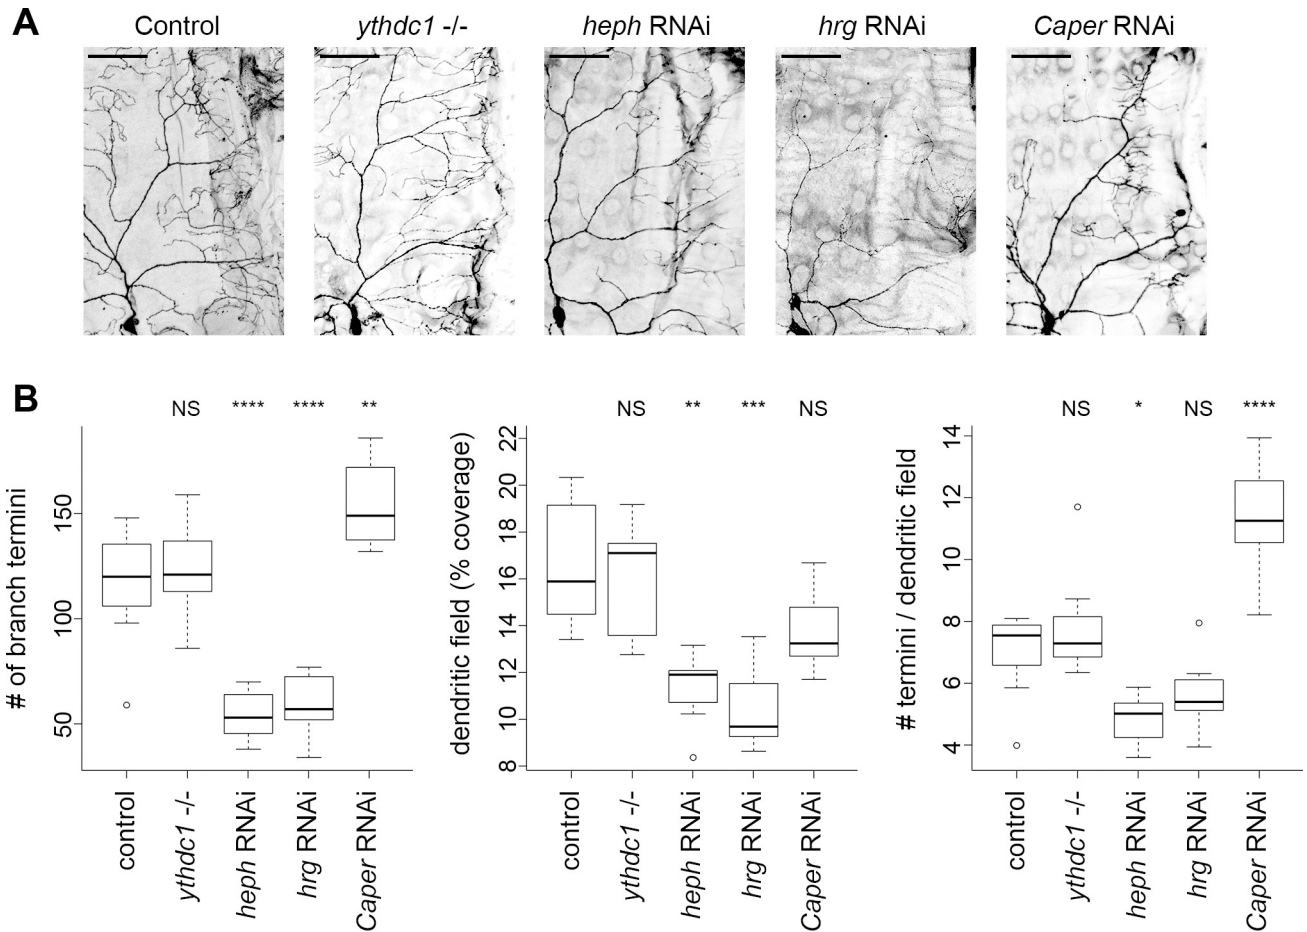 A
Control
ythdc1 -/-
heph RNAi
hrg RNAi
Caper RNAi
B
NS
****
****
**
# of branch termini
150
100
50
control
ythdc1 -/-
heph RNAi
hrg RNAi
Caper RNAi
NS
**
***
NS
dendritic field (% coverage)
22
20
18
16
14
12
10
8
control
ythdc1 -/-
heph RNAi
hrg RNAi
Caper RNAi
NS
*
NS
****
# termini / dendritic field
14
12
10
8
6
4
control
ythdc1 -/-
heph RNAi
hrg RNAi
Caper RNAi